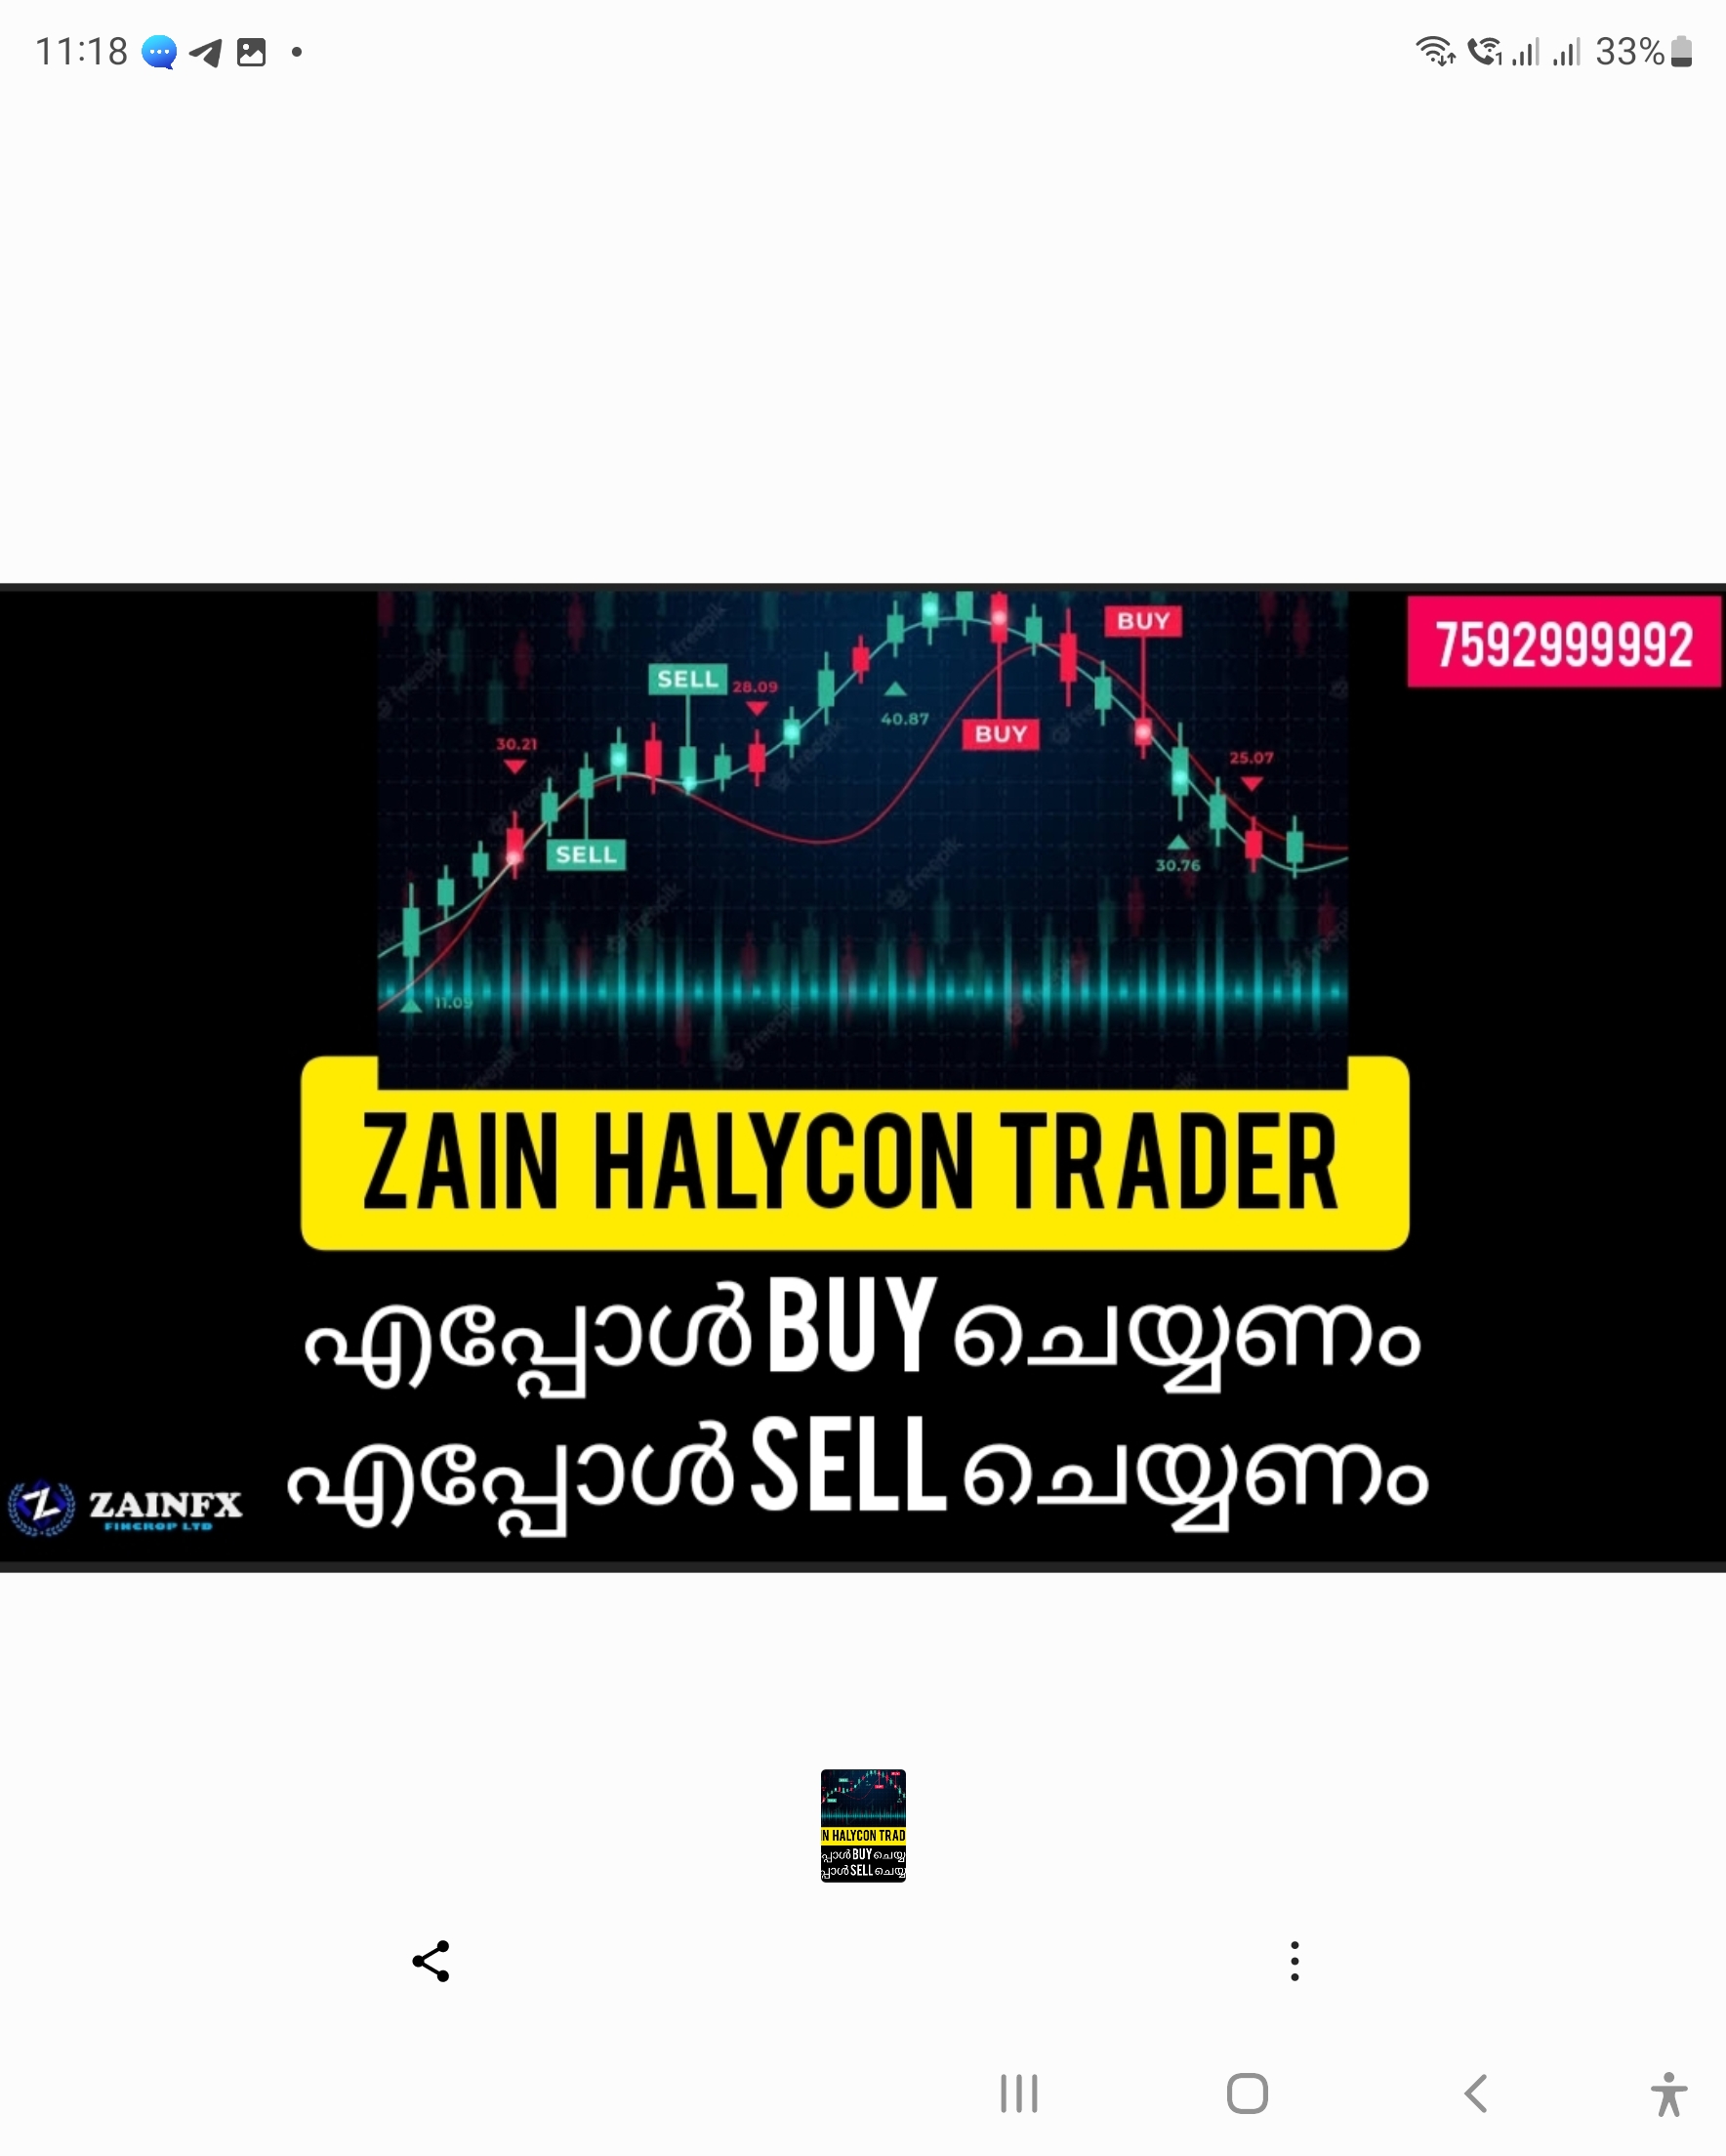 11:18
33%
7592999992
BUY
SELL
28.09
40.87
BUY
30.21
25.07
SELL
30.76
11.09
ZAIN HALYCON TRADER
എപ്പോൾ BUY ചെയ്യണം
എപ്പോൾ SELL ചെയ്യണം
Z ZAINFX
FINCROP LTD
freepik
N HALYCON TRAD
പ്പോൾ BUY ചെയ്യ
പ്പോൾ SELL ചെയ്യ